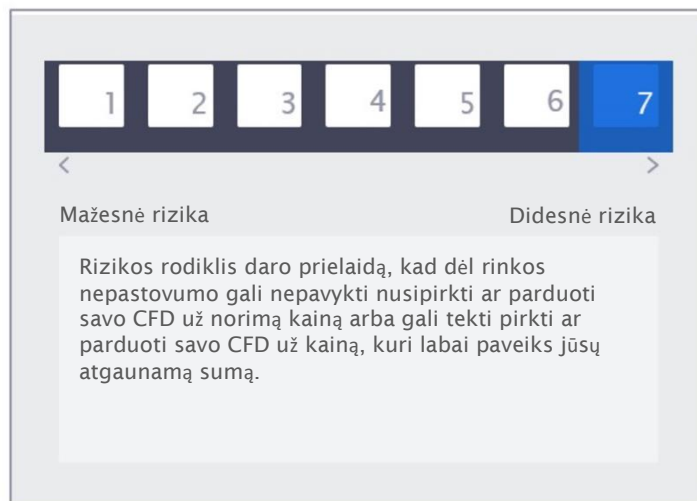 1 2 3 4 5 6 7
< >
Mažesnė rizika Didesnė rizika
Rizikos rodiklis daro prielaidą, kad dėl rinkos
nepastovumo gali nepavykti nusipirkti ar parduoti
savo CFD už norimą kainą arba gali tekti pirkti ar
parduoti savo CFD už kainą, kuri labai paveiks jūsų
atgaunamą sumą.